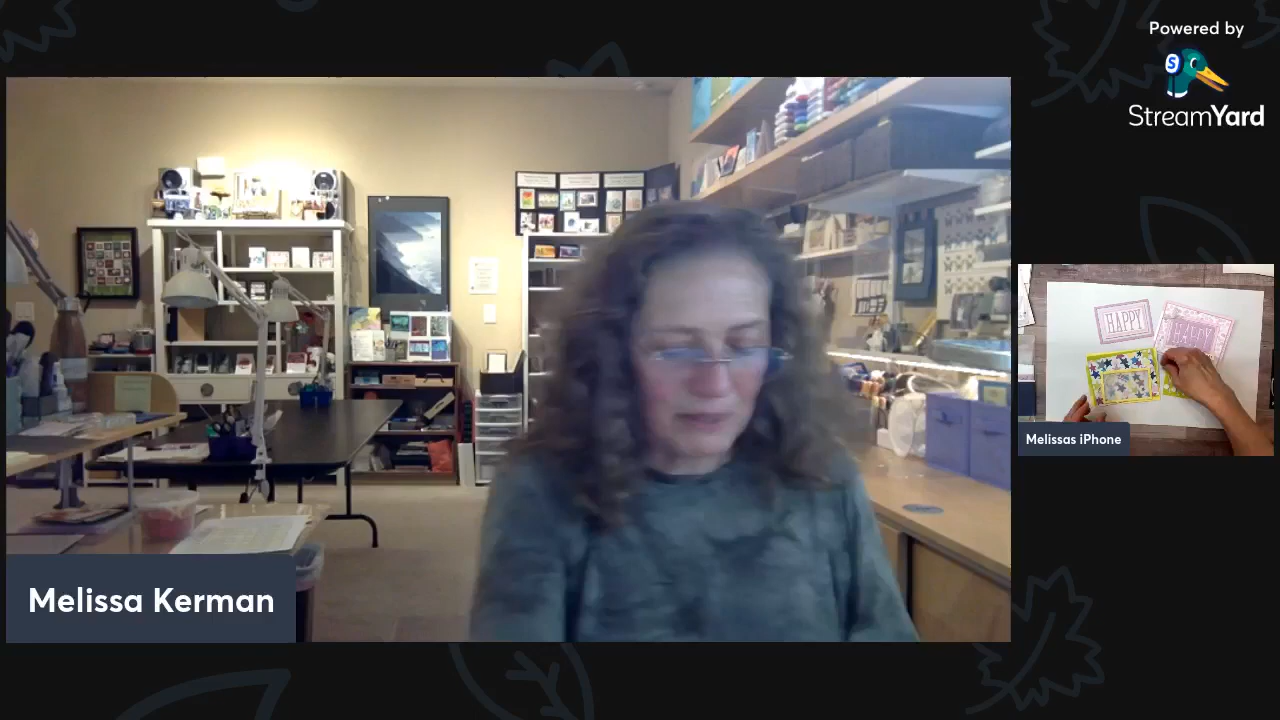 Powered by
S
StreamYard
HAPPY
HAPPY
Melissas iPhone
Melissa Kerman